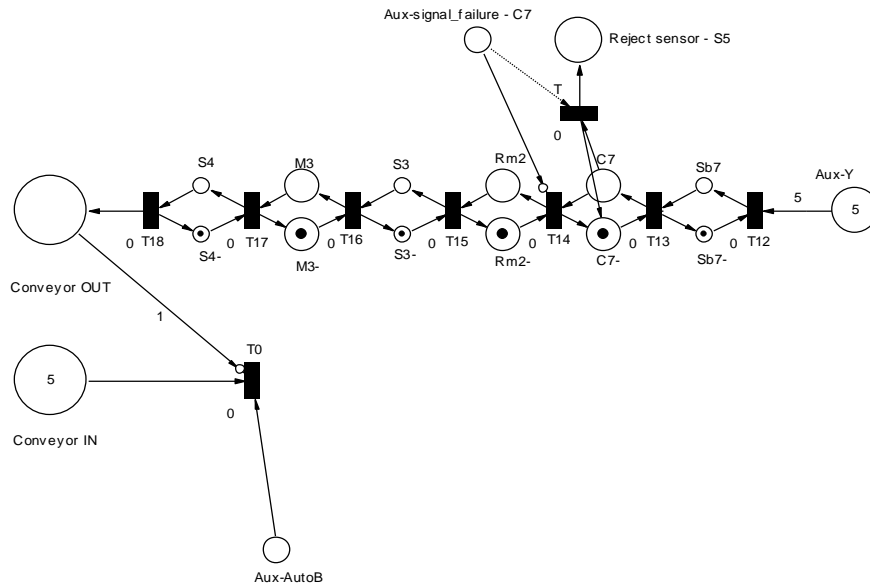 Aux-signal_failure - C7
Reject sensor - S5
T
0
S4
M3
S3
Rm2
C7
Sb7
Aux-Y
5
5
0
T18
0
T17
0
T16
0
T15
0
T14
0
T13
0
T12
S4-
M3-
S3-
Rm2-
C7-
Sb7-
Conveyor OUT
1
T0
5
0
Conveyor IN
Aux-AutoB